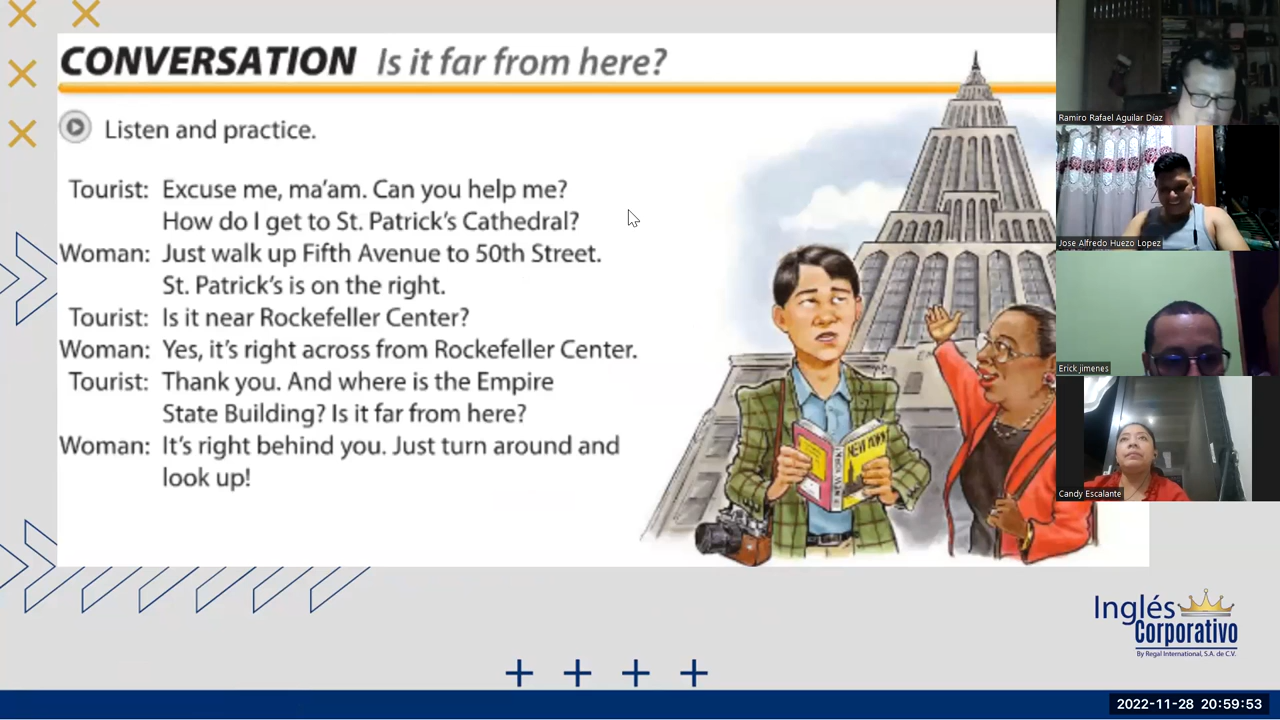 CONVERSATION Is it far from here?
Listen and practice.
Tourist: Excuse me, ma'am. Can you help me?
How do I get to St. Patrick's Cathedral?
Woman: Just walk up Fifth Avenue to 50th Street.
St. Patrick's is on the right.
Tourist: Is it near Rockefeller Center?
Woman: Yes, it's right across from Rockefeller Center.
Tourist: Thank you. And where is the Empire
State Building? Is it far from here?
Woman: It's right behind you. Just turn around and
look up!
NEW YORK
Ramiro Rafael Aguilar Díaz
Jose Alfredo Huezo Lopez
Erick jimenes
Candy Escalante
Inglés
Corporativo
By Regal International, S.A. de C.V.
2022-11-28 20:59:53